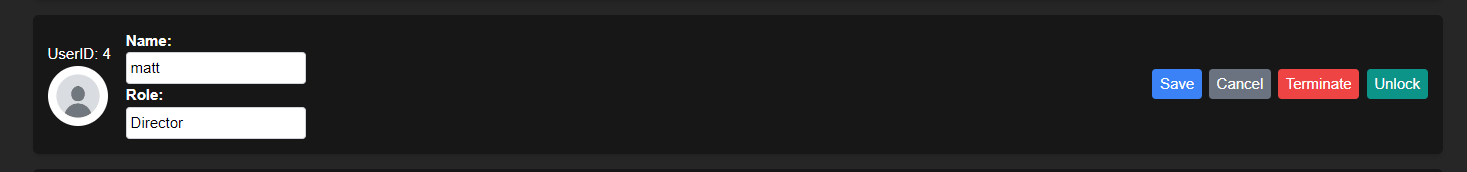 UserID: 4
Name:
matt
Role:
Director
Save Cancel Terminate Unlock